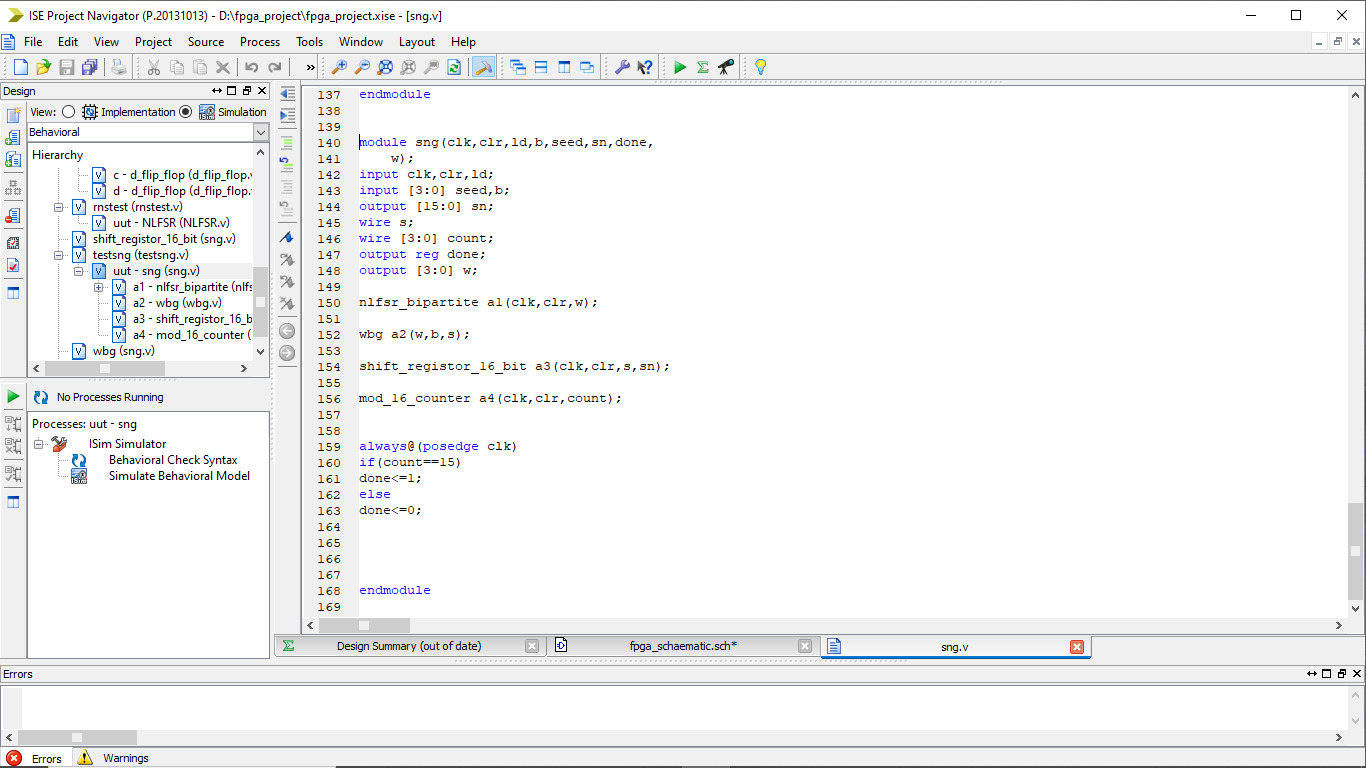 ISE Project Navigator (P.20131013) - D:\fpga_project\fpga_project.xise - [sng.v]
File Edit View Project Source Process Tools Window Layout Help
Design
View: Implementation Simulation
Behavioral
Hierarchy
c - d_flip_flop (d_flip_flop.v
d - d_flip_flop (d_flip_flop.v
rnstest (rnstest.v)
uut - NLFSR (NLFSR.v)
shift_registor_16_bit (sng.v)
testsng (testsng.v)
uut - sng (sng.v)
a1 - nlfsr_bipartite (nlfs
a2 - wbg (wbg.v)
a3 - shift_registor_16_b
a4 - mod_16_counter (
wbg (sng.v)
No Processes Running
Processes: uut - sng
ISim Simulator
Behavioral Check Syntax
Simulate Behavioral Model
137 endmodule
138
139
140 module sng(clk,clr,ld,b,seed,sn,done,
141 w);
142 input clk,clr,ld;
143 input [3:0] seed,b;
144 output [15:0] sn;
145 wire s;
146 wire [3:0] count;
147 output reg done;
148 output [3:0] w;
149
150 nlfsr_bipartite a1(clk,clr,w);
151
152 wbg a2(w,b,s);
153
154 shift_registor_16_bit a3(clk,clr,s,sn);
155
156 mod_16_counter a4(clk,clr,count);
157
158
159 always@(posedge clk)
160 if(count==15)
161 done<=1;
162 else
163 done<=0;
164
165
166
167
168 endmodule
169
Design Summary (out of date) fpga_schaematic.sch* sng.v
Errors
Errors Warnings